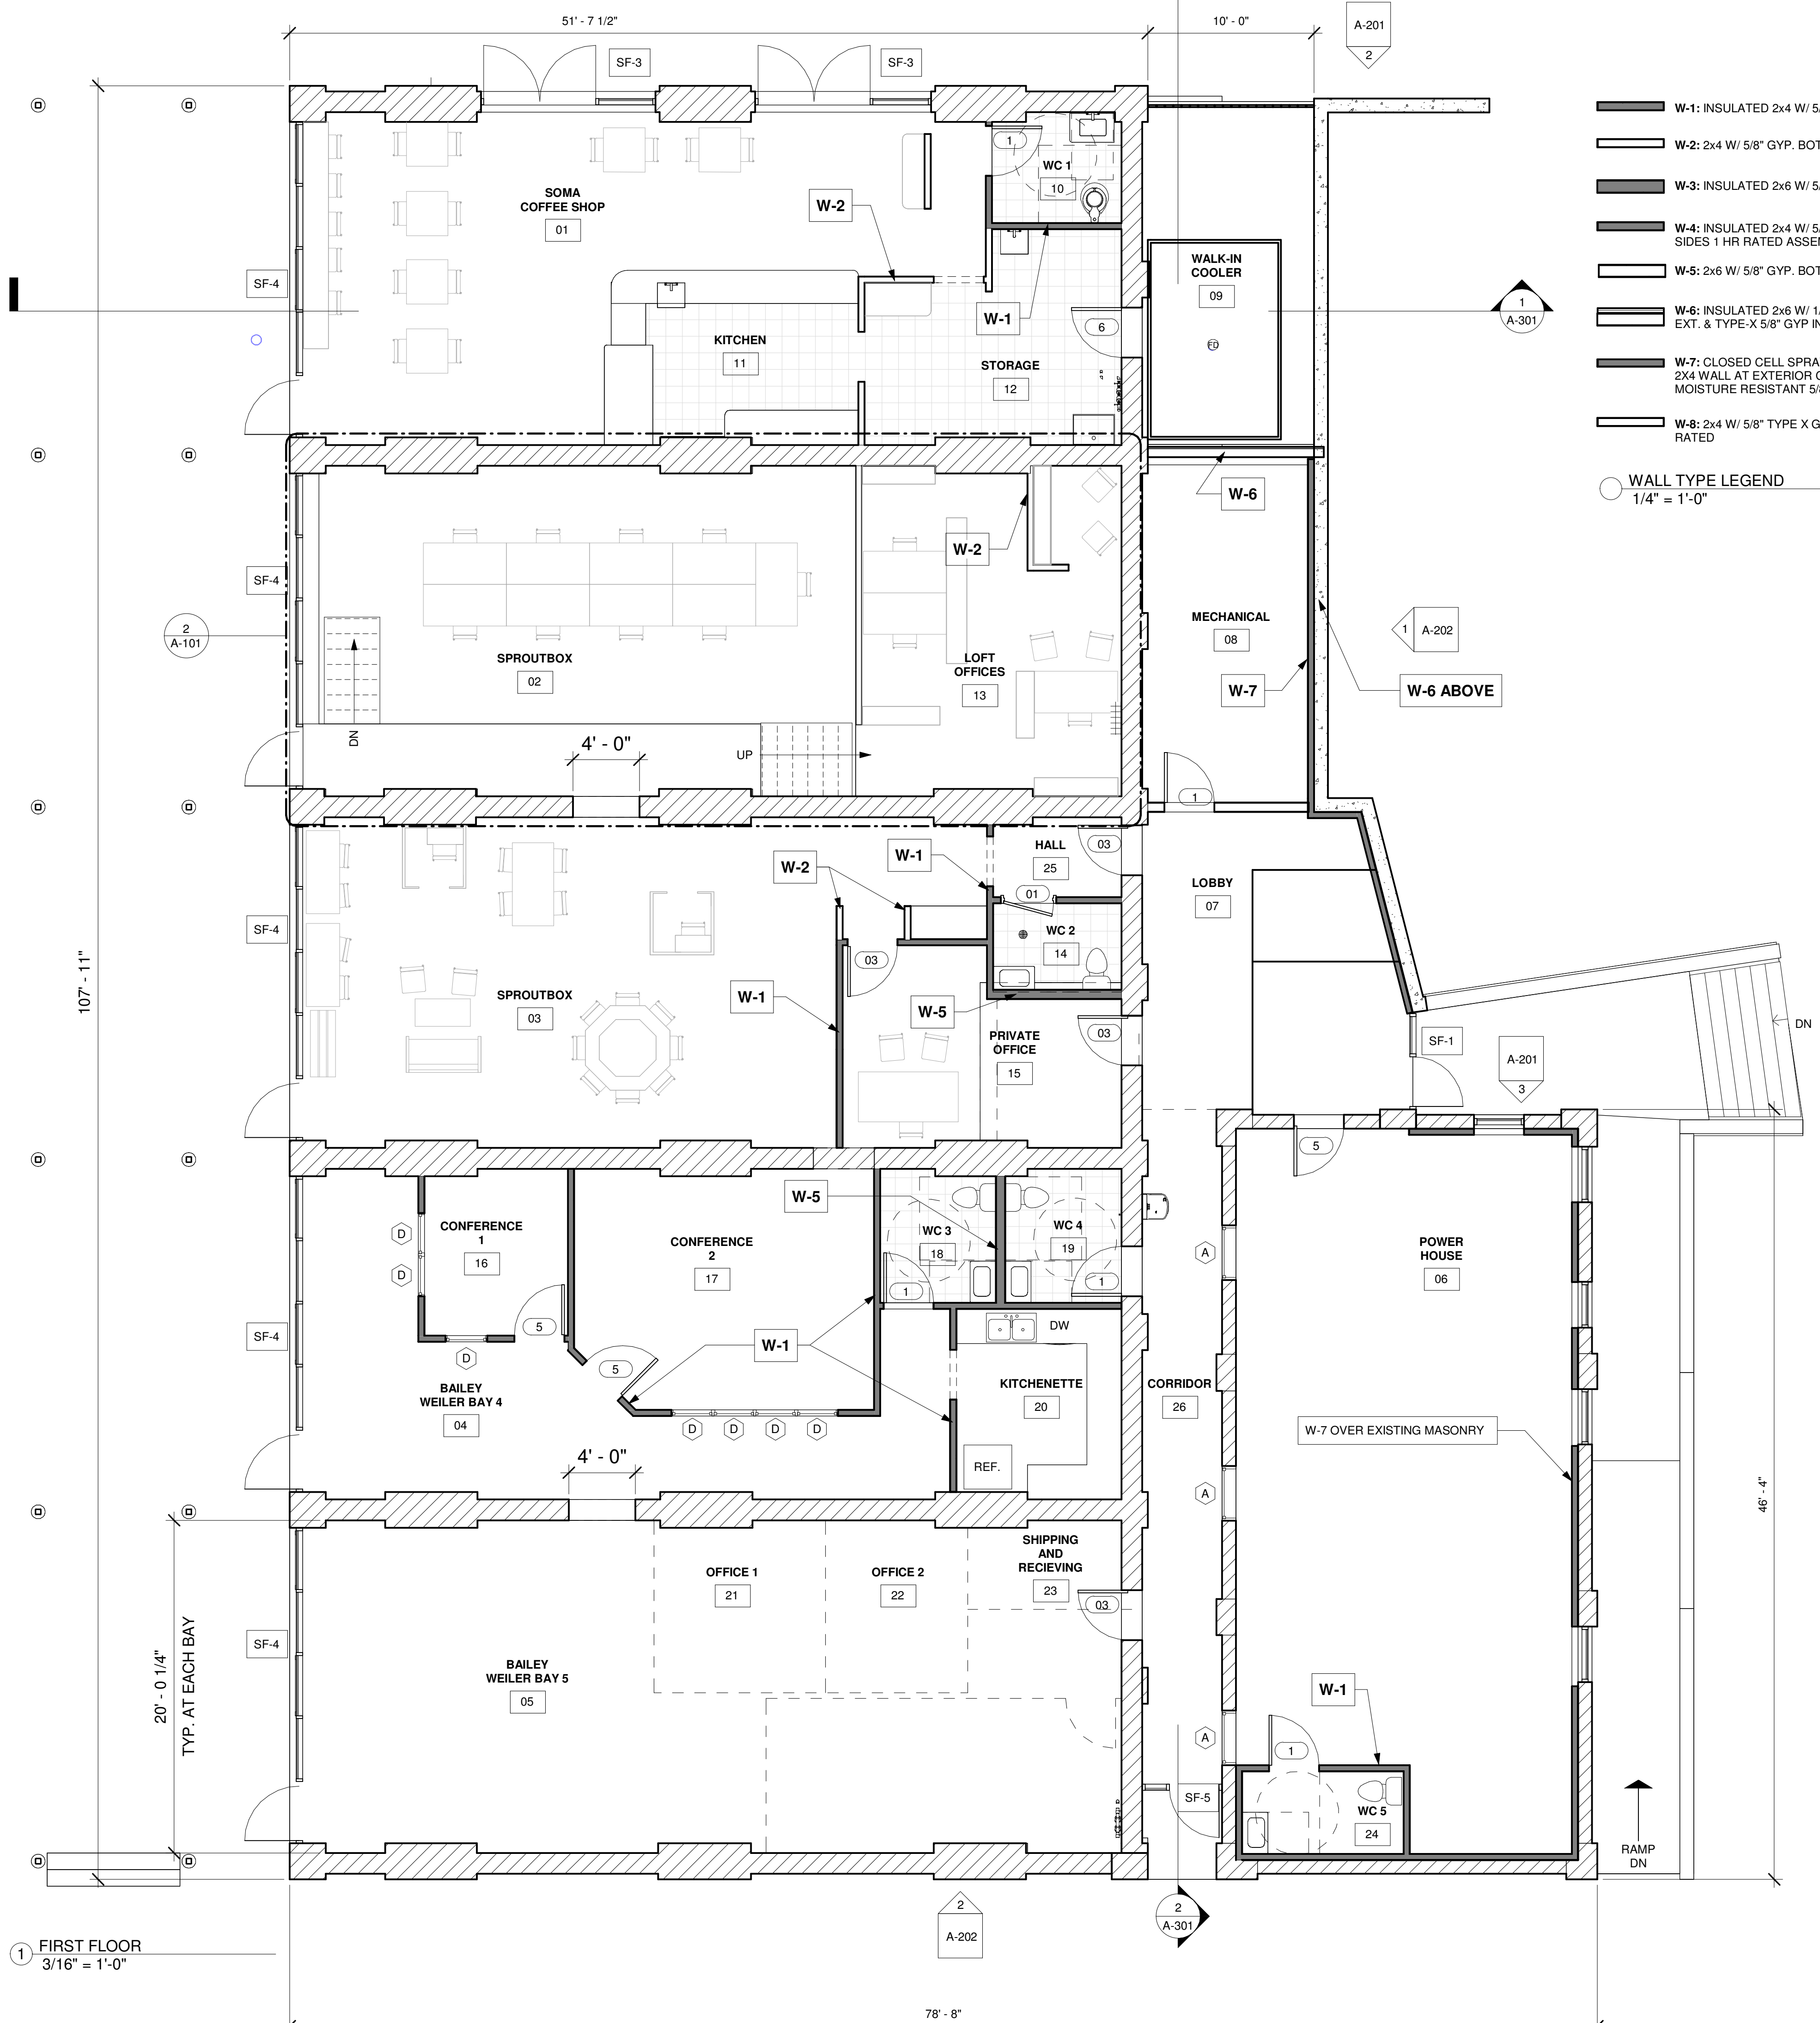 51' - 7 1/2"
10' - 0"
A-201
2
SF-3
SF-3
W-1: INSULATED 2x4 W/ 5/
W-2: 2x4 W/ 5/8" GYP. BOT
W-3: INSULATED 2x6 W/ 5/
W-4: INSULATED 2x4 W/ 5/
SIDES 1 HR RATED ASSEM
W-5: 2x6 W/ 5/8" GYP. BOT
W-6: INSULATED 2x6 W/ 1/
EXT. & TYPE-X 5/8" GYP IN
W-7: CLOSED CELL SPRA
2X4 WALL AT EXTERIOR C
MOISTURE RESISTANT 5/
W-8: 2x4 W/ 5/8" TYPE X G
RATED
WALL TYPE LEGEND
1/4" = 1'-0"
1
WC 1
10
SOMA
COFFEE SHOP
01
W-2
W-1
SF-4
WALK-IN
COOLER
09
FD
1
A-301
6
KITCHEN
11
STORAGE
12
W-6
W-2
SF-4
2
A-101
SPROUTBOX
02
LOFT
OFFICES
13
MECHANICAL
08
1
A-202
W-7
W-6 ABOVE
DN
4' - 0"
UP
1
107' - 11"
W-2
W-1
HALL
25
03
01
LOBBY
07
SF-4
WC 2
14
03
W-1
W-5
SPROUTBOX
03
PRIVATE
OFFICE
15
03
SF-1
A-201
3
DN
5
W-5
CONFERENCE
1
16
D
D
D
5
CONFERENCE
2
17
WC 3
18
1
WC 4
19
1
A
POWER
HOUSE
06
SF-4
5
W-1
DW
KITCHENETTE
20
CORRIDOR
26
BAILEY
WEILER BAY 4
04
D
D
D
D
REF.
W-7 OVER EXISTING MASONRY
4' - 0"
A
46' - 4"
20' - 0 1/4"
TYP. AT EACH BAY
SF-4
OFFICE 1
21
OFFICE 2
22
SHIPPING
AND
RECIEVING
23
03
BAILEY
WEILER BAY 5
05
W-1
A
1
SF-5
WC 5
24
RAMP
DN
2
A-202
2
A-301
1
FIRST FLOOR
3/16" = 1'-0"
78' - 8"